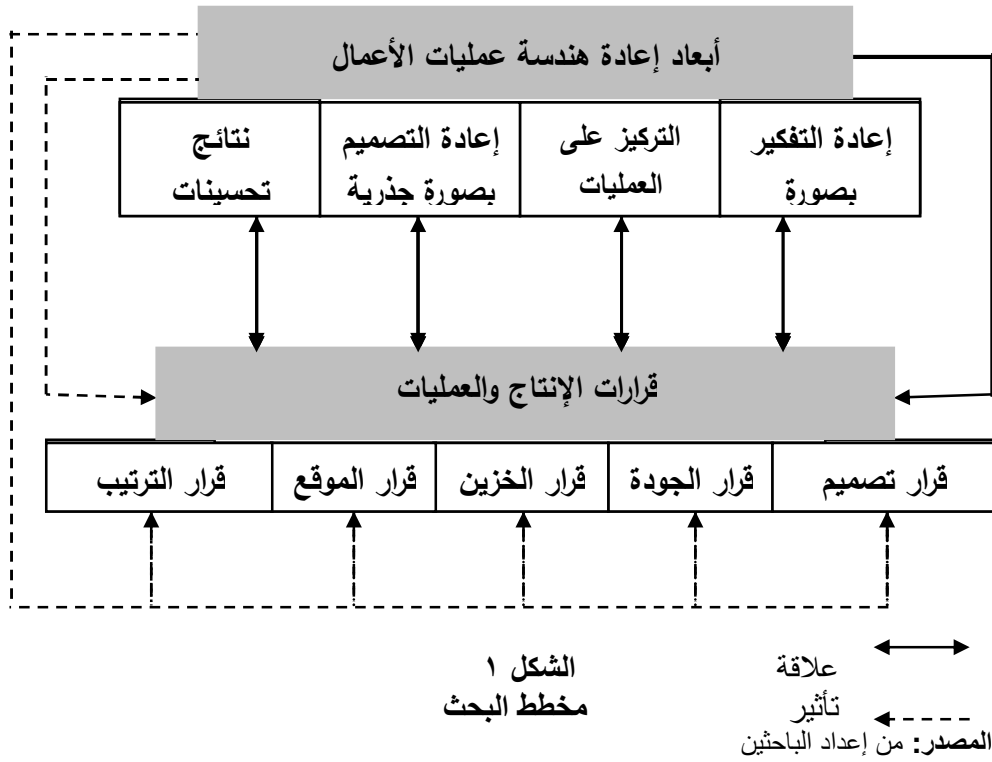 أبعاد إعادة هندسة عمليات الأعمال
إعادة التفكير
بصورة
التركيز على
العمليات
إعادة التصميم
بصورة جذرية
نتائج
تحسينات
قرارات الإنتاج والعمليات
قرار تصميم
قرار الجودة
قرار الخزين
قرار الموقع
قرار الترتيب
علاقة
تأثير
الشكل ١
مخطط البحث
المصدر: من إعداد الباحثين